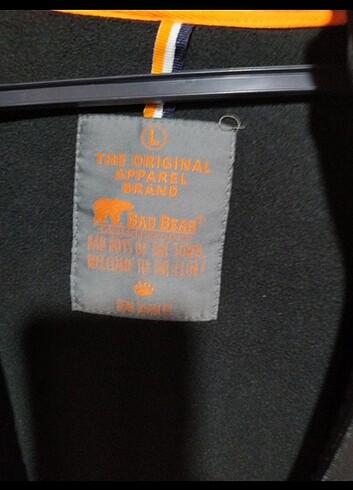 L
THE ORIGINAL
APPAREL
BRAND
BAD BEAR®
BAD BOYS OF THE TOWN
WELCOME TO THE CLUB!